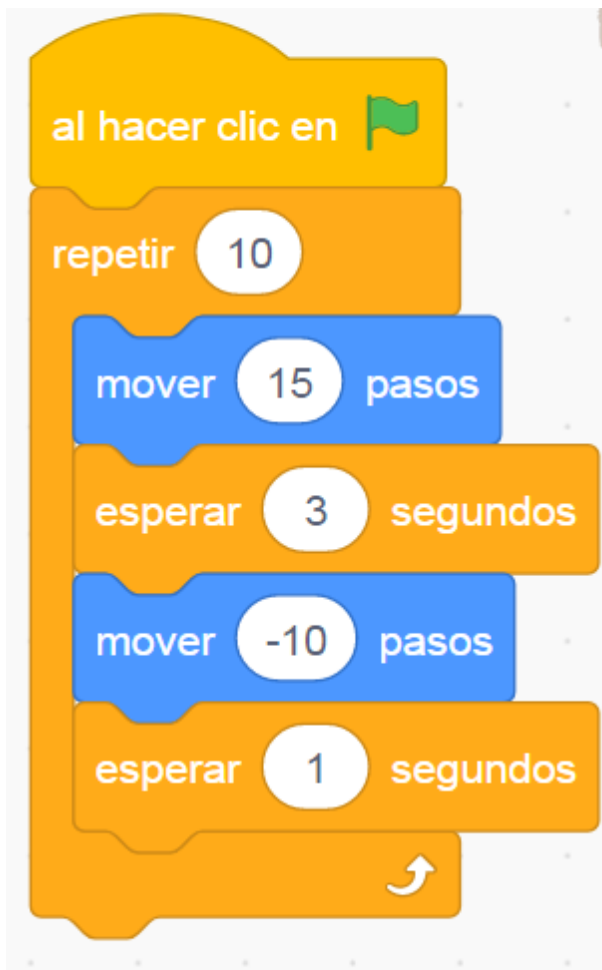 al hacer clic en
repetir 10
mover 15 pasos
esperar 3 segundos
mover -10 pasos
esperar 1 segundos